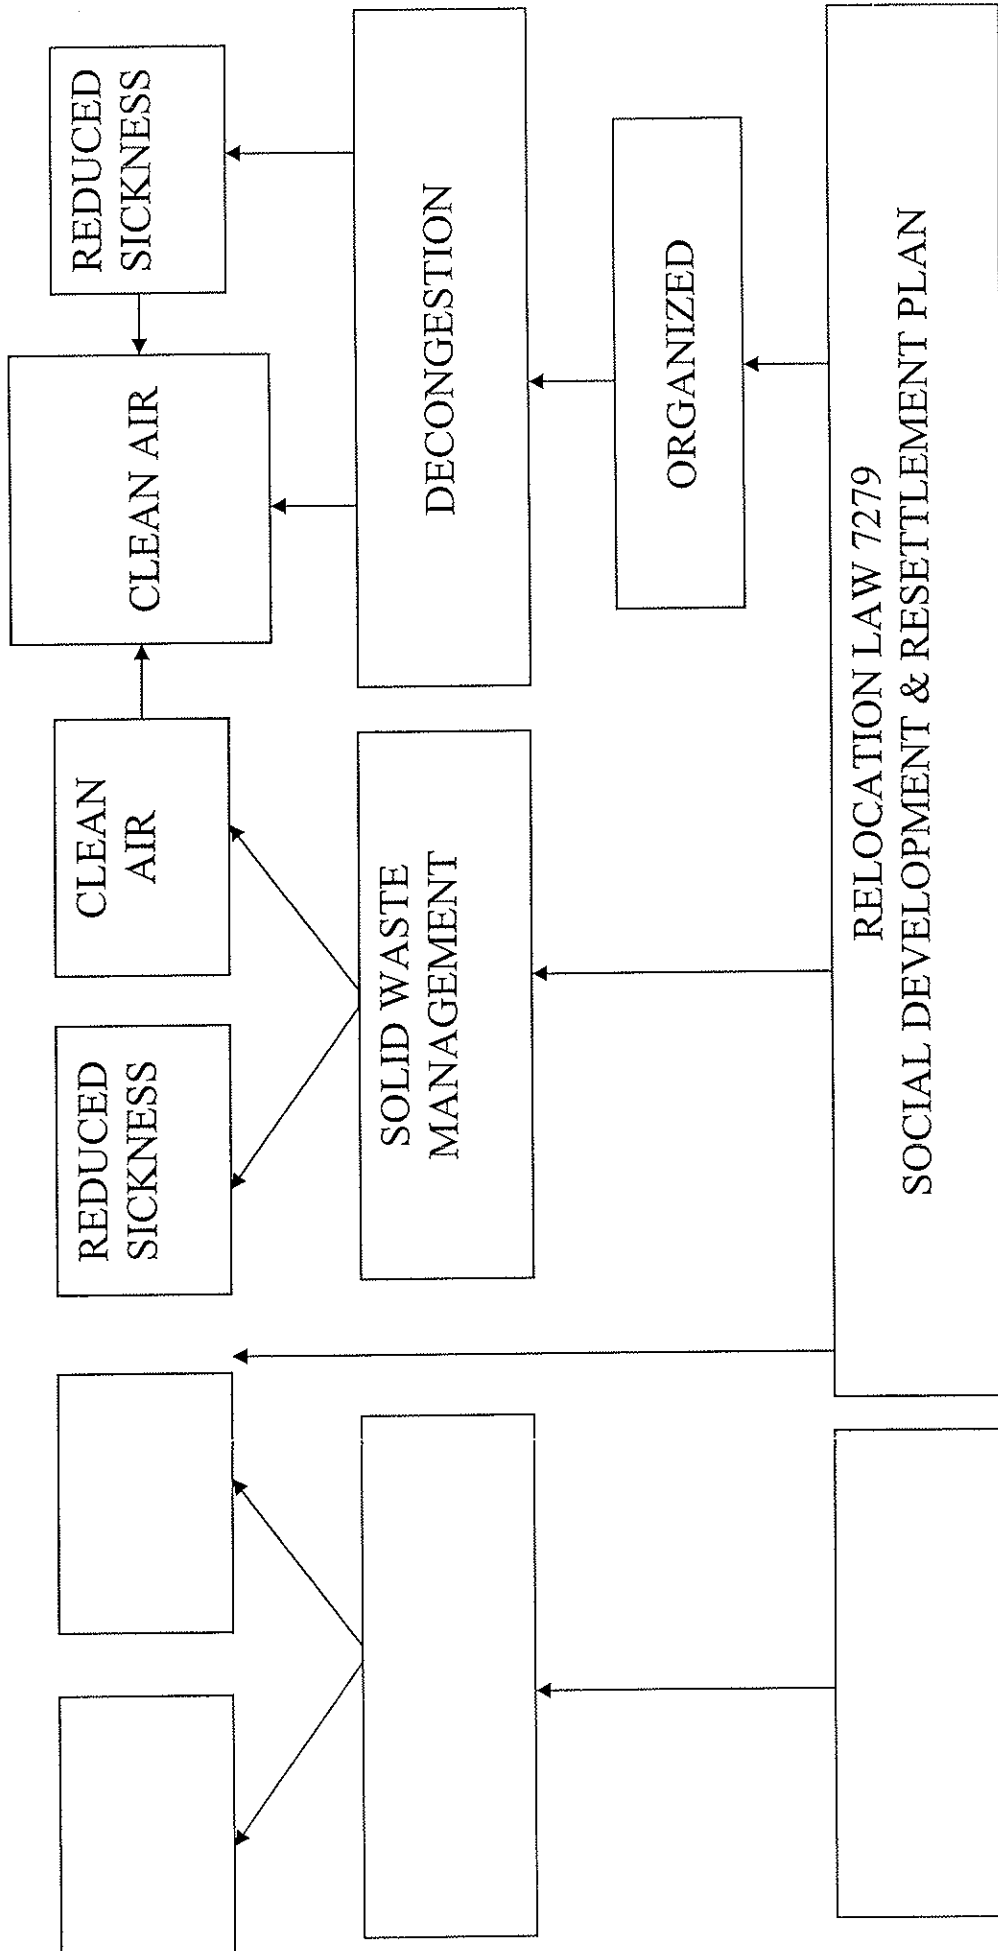 REDUCED
SICKNESS
CLEAN
AIR
CLEAN AIR
REDUCED
SICKNESS
SOLID WASTE
MANAGEMENT
DECONGESTION
ORGANIZED
RELOCATION LAW 7279
SOCIAL DEVELOPMENT & RESETTLEMENT PLAN